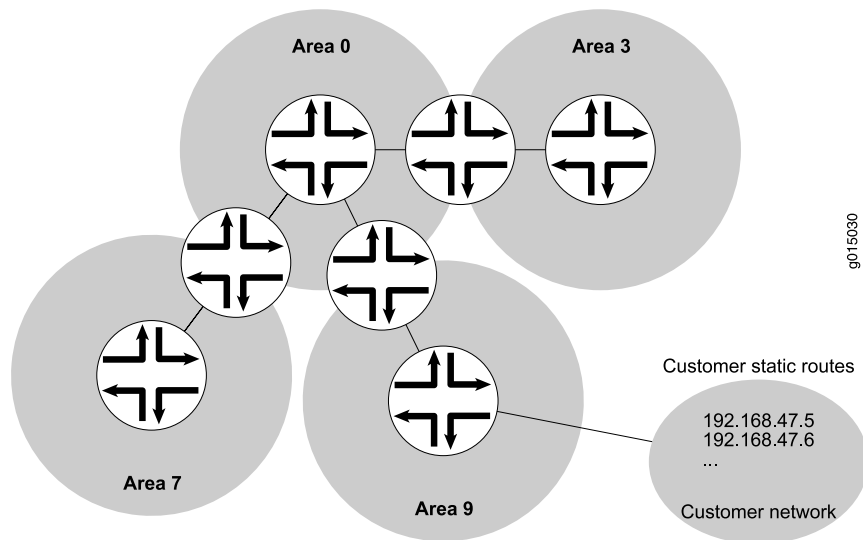 Area 0
Area 3
g015030
Customer static routes
192.168.47.5
192.168.47.6
...
Area 7
Area 9
Customer network